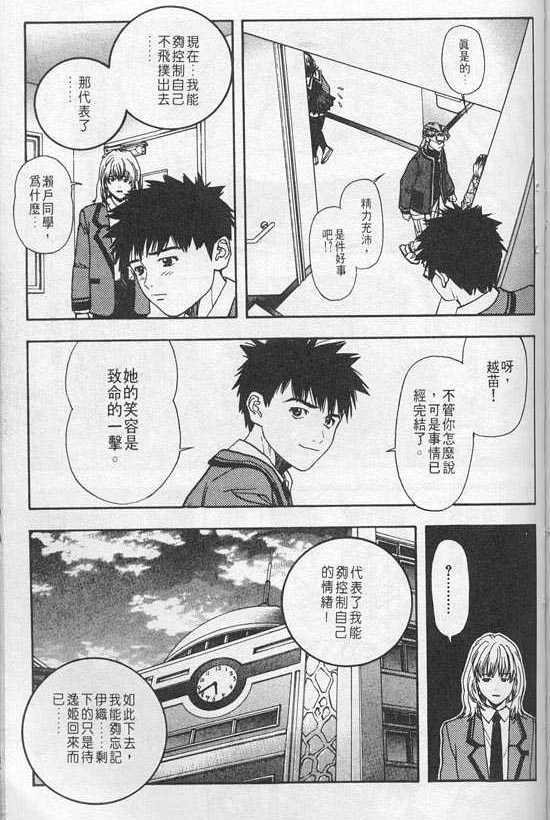 真是的…
精力充沛，
是件好事
吧!?
現在…我能
夠控制自己
不飛撲出去
……
那代表了
……
瀨戶同學，
為什麼…
呀，
越苗！
不管你怎麼說
，可是事情已
經完結了。
她的笑容是
致命的一擊。
？………
代表了我能
夠控制自己
的情緒！
如此下去，
我能夠忘記
伊織……剩
下的只是待
逸姬回來而
已……